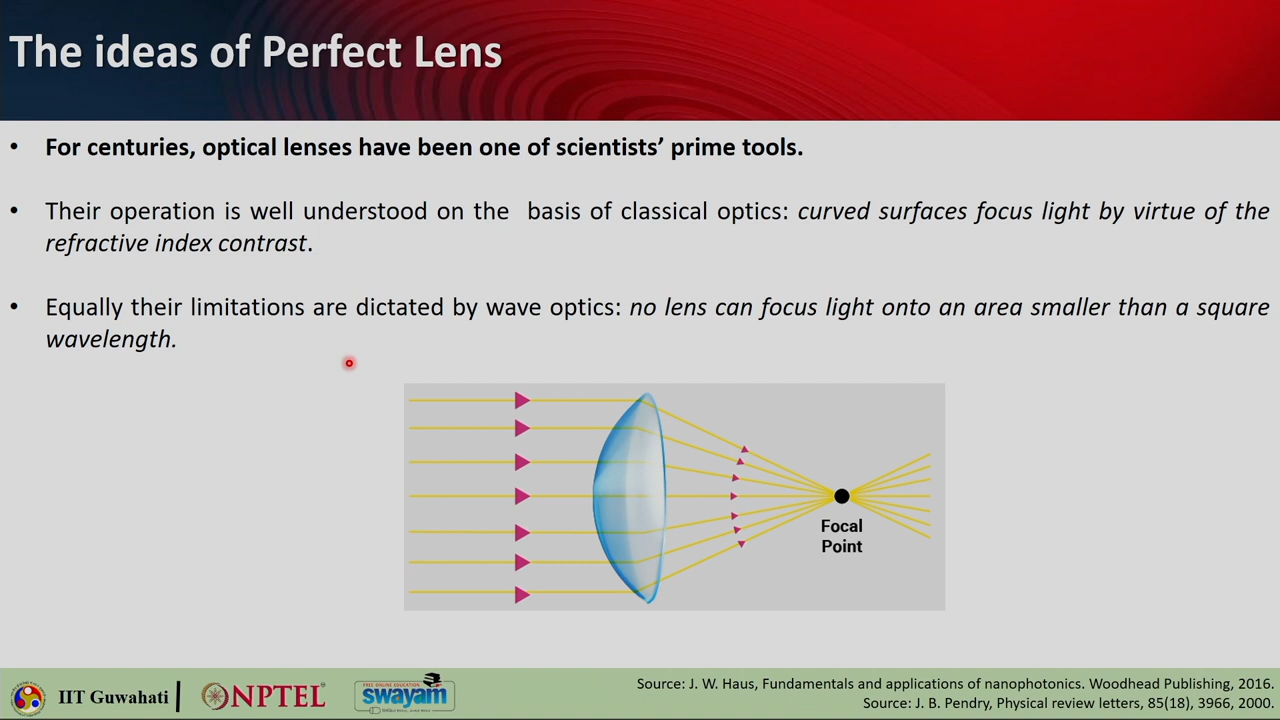 The ideas of Perfect Lens
• For centuries, optical lenses have been one of scientists’ prime tools.
• Their operation is well understood on the basis of classical optics: curved surfaces focus light by virtue of the
refractive index contrast.
• Equally their limitations are dictated by wave optics: no lens can focus light onto an area smaller than a square
wavelength.
Focal
Point
IIT Guwahati
NPTEL
FREE ONLINE EDUCATION
swayam
Source: J. W. Haus, Fundamentals and applications of nanophotonics. Woodhead Publishing, 2016.
Source: J. B. Pendry, Physical review letters, 85(18), 3966, 2000.